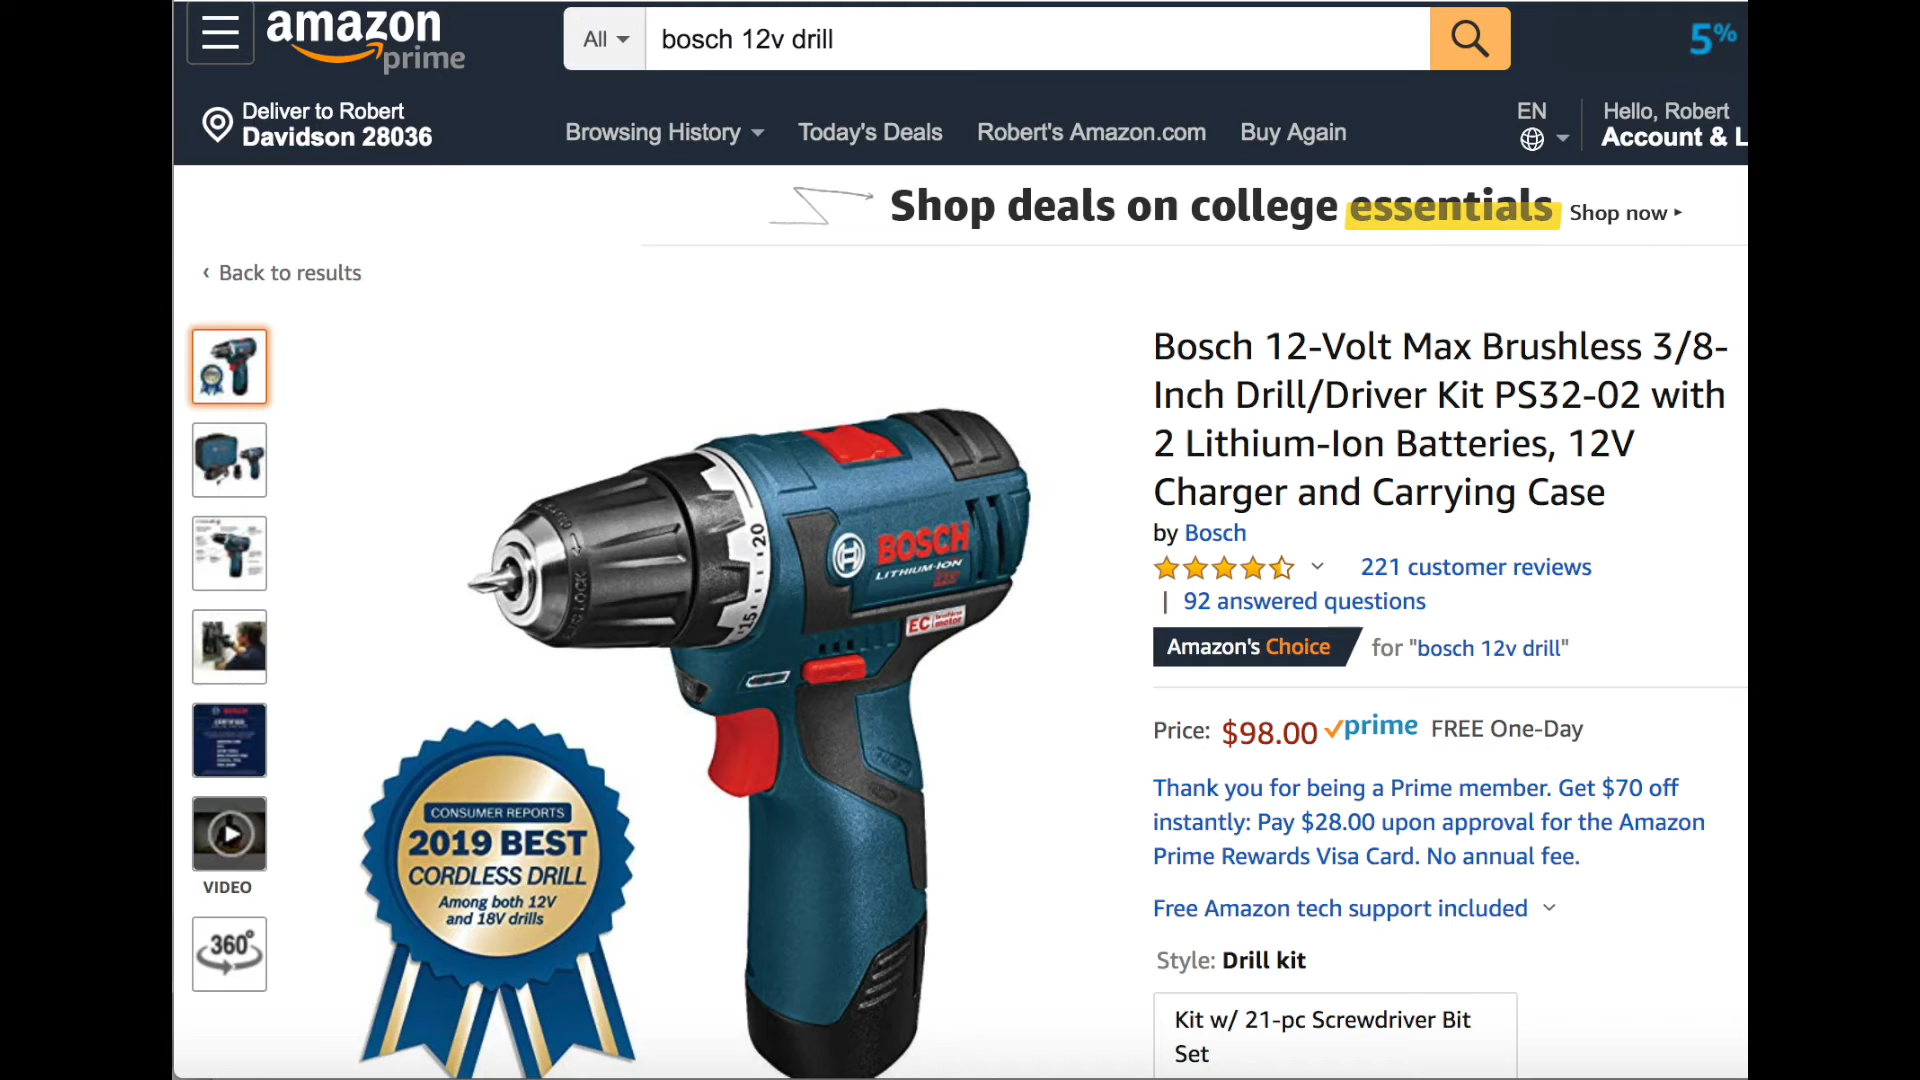 amazon
prime
All
bosch 12v drill
5%
Deliver to Robert
Davidson 28036
Browsing History
Today's Deals
Robert's Amazon.com
Buy Again
EN
Hello, Robert
Account & L
Shop deals on college essentials Shop now ▸
‹ Back to results
Bosch 12-Volt Max Brushless 3/8-
Inch Drill/Driver Kit PS32-02 with
2 Lithium-Ion Batteries, 12V
Charger and Carrying Case
by Bosch
221 customer reviews
| 92 answered questions
Amazon's Choice for "bosch 12v drill"
Price: $98.00 prime FREE One-Day
Thank you for being a Prime member. Get $70 off
instantly: Pay $28.00 upon approval for the Amazon
Prime Rewards Visa Card. No annual fee.
Free Amazon tech support included
Style: Drill kit
Kit w/ 21-pc Screwdriver Bit
Set
20
15
BOSCH
LITHIUM-ION
EC brushless
motor
CONSUMER REPORTS
2019 BEST
CORDLESS DRILL
Among both 12V
and 18V drills
VIDEO
360°